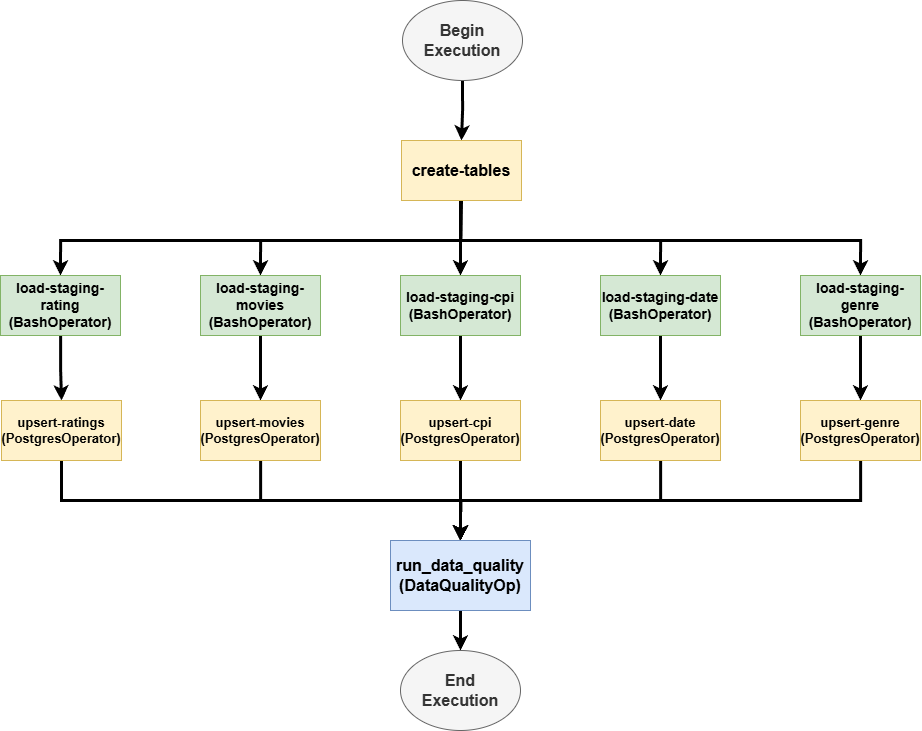 Begin
Execution
create-tables
load-staging-
rating
(BashOperator)
load-staging-
movies
(BashOperator)
load-staging-cpi
(BashOperator)
load-staging-date
(BashOperator)
load-staging-
genre
(BashOperator)
upsert-ratings
(PostgresOperator)
upsert-movies
(PostgresOperator)
upsert-cpi
(PostgresOperator)
upsert-date
(PostgresOperator)
upsert-genre
(PostgresOperator)
run_data_quality
(DataQualityOp)
End
Execution